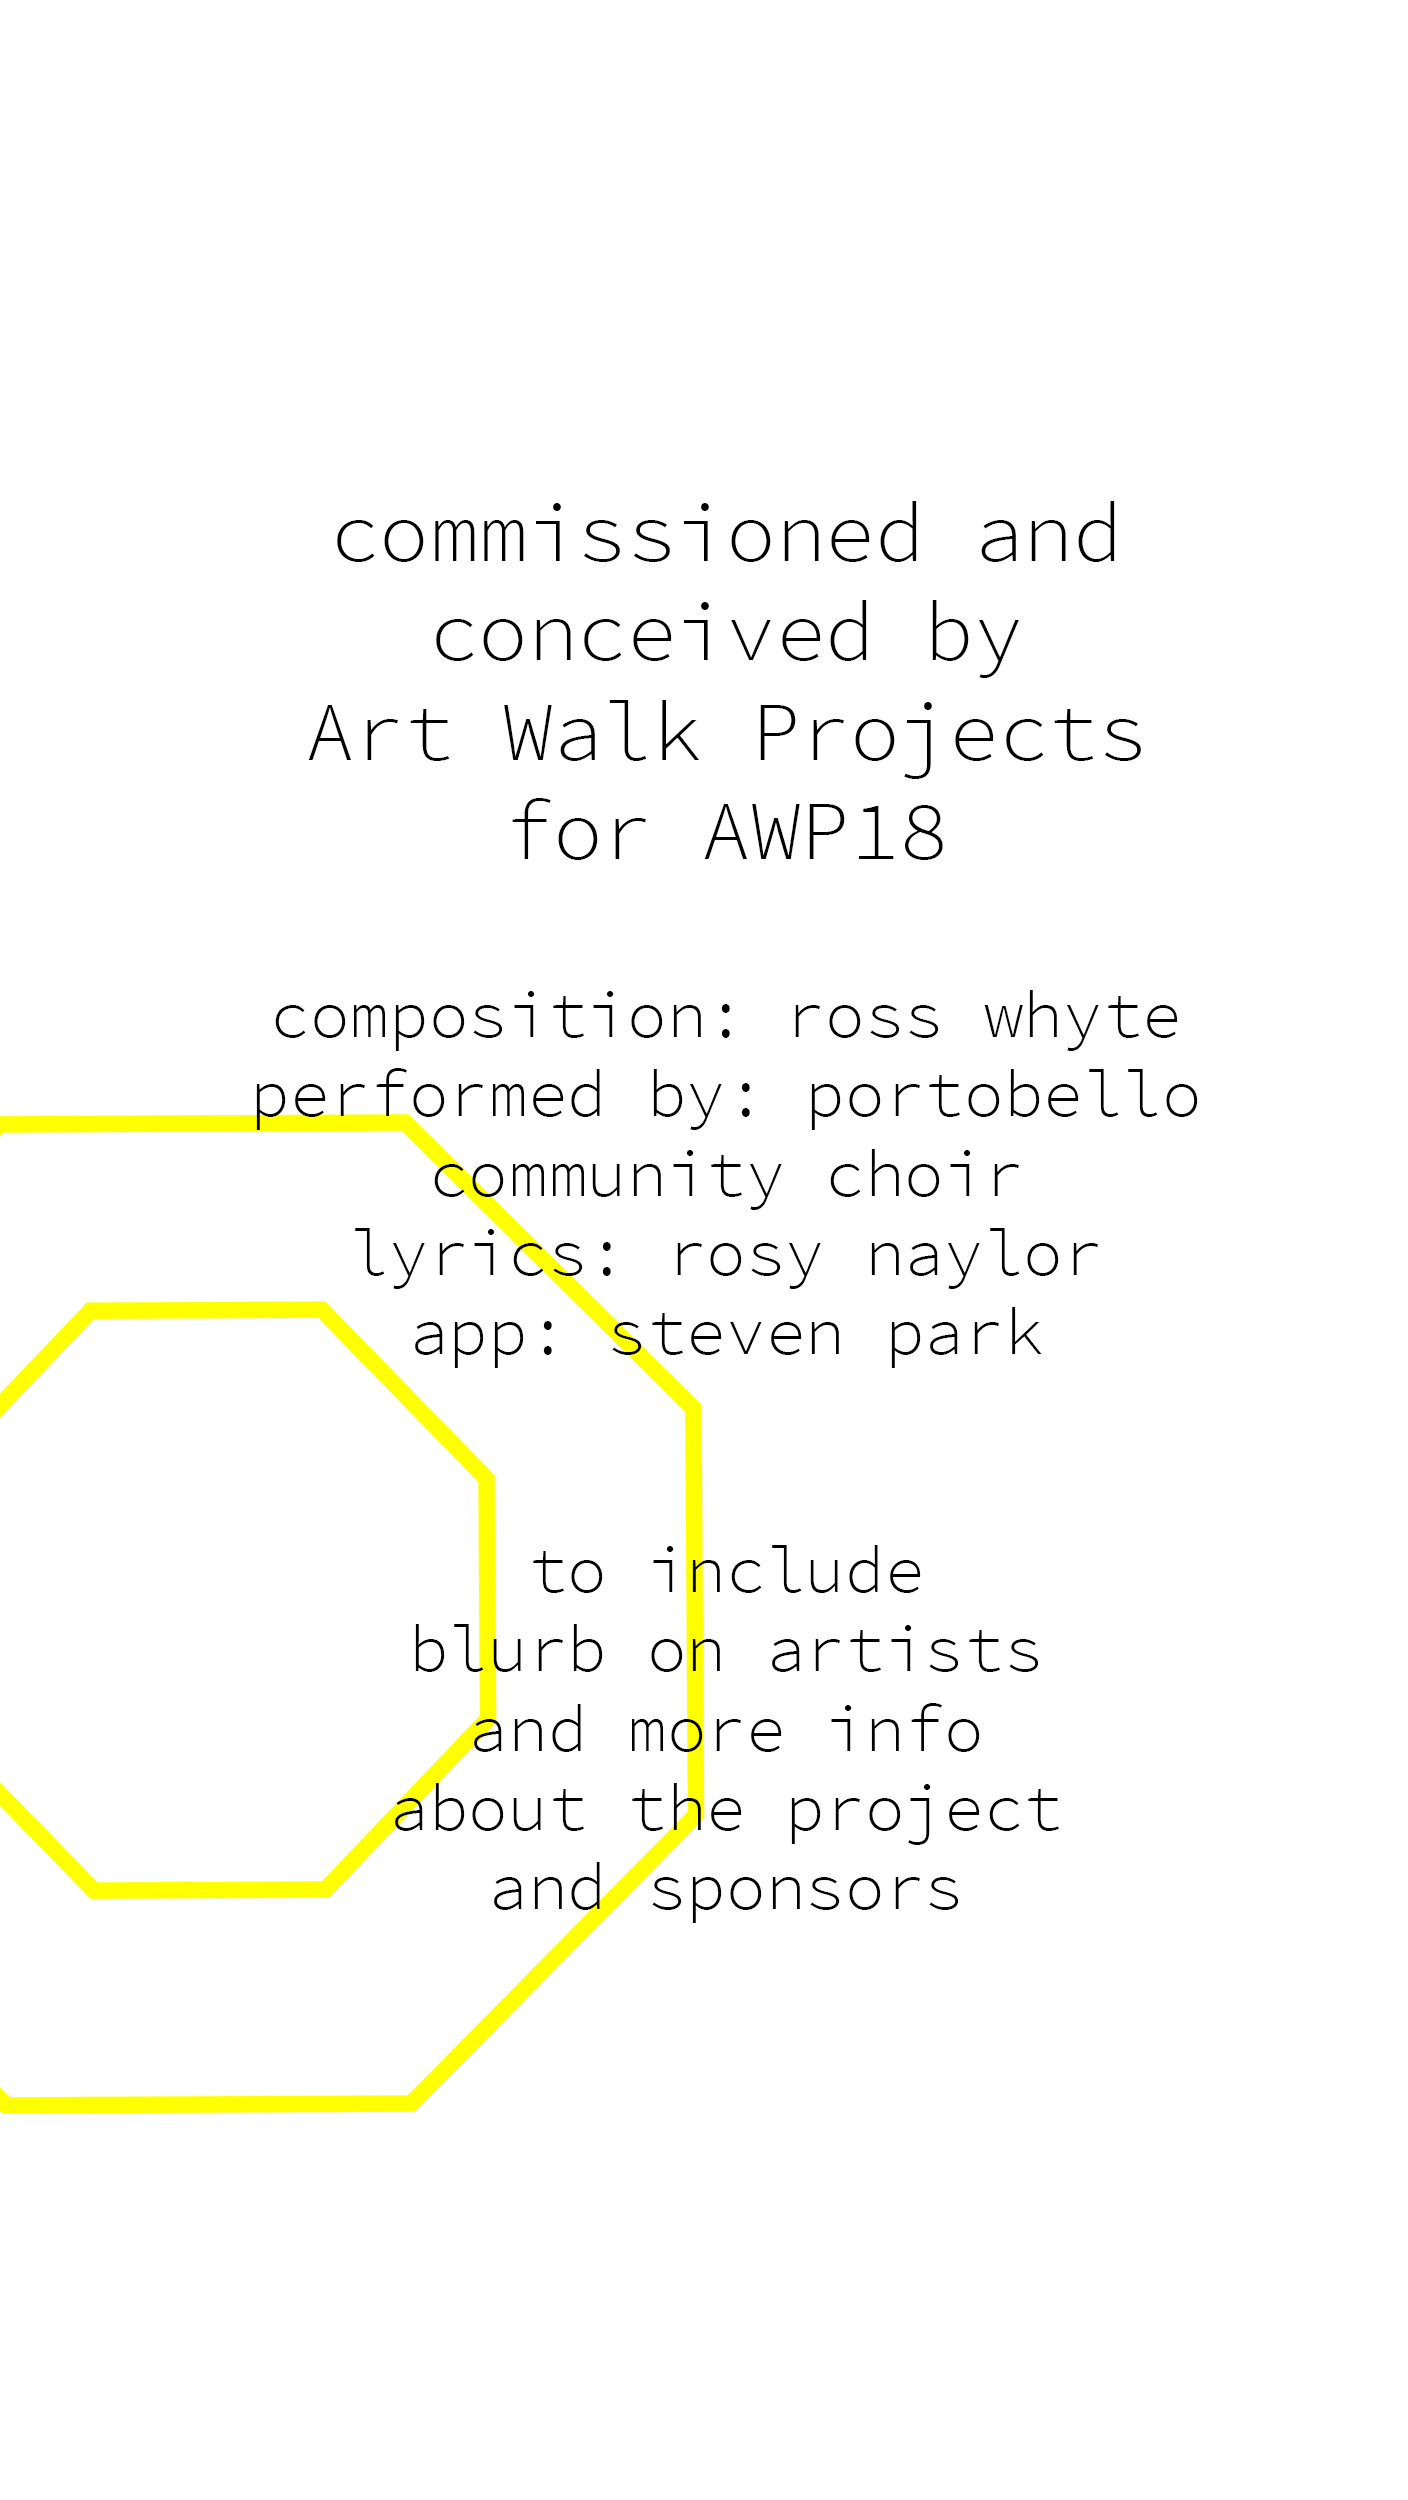 commissioned and
conceived by
Art Walk Projects
for AWP18
composition: ross whyte
performed by: portobello
community choir
lyrics: rosy naylor
app: steven park
to include
blurb on artists
and more info
about the project
and sponsors